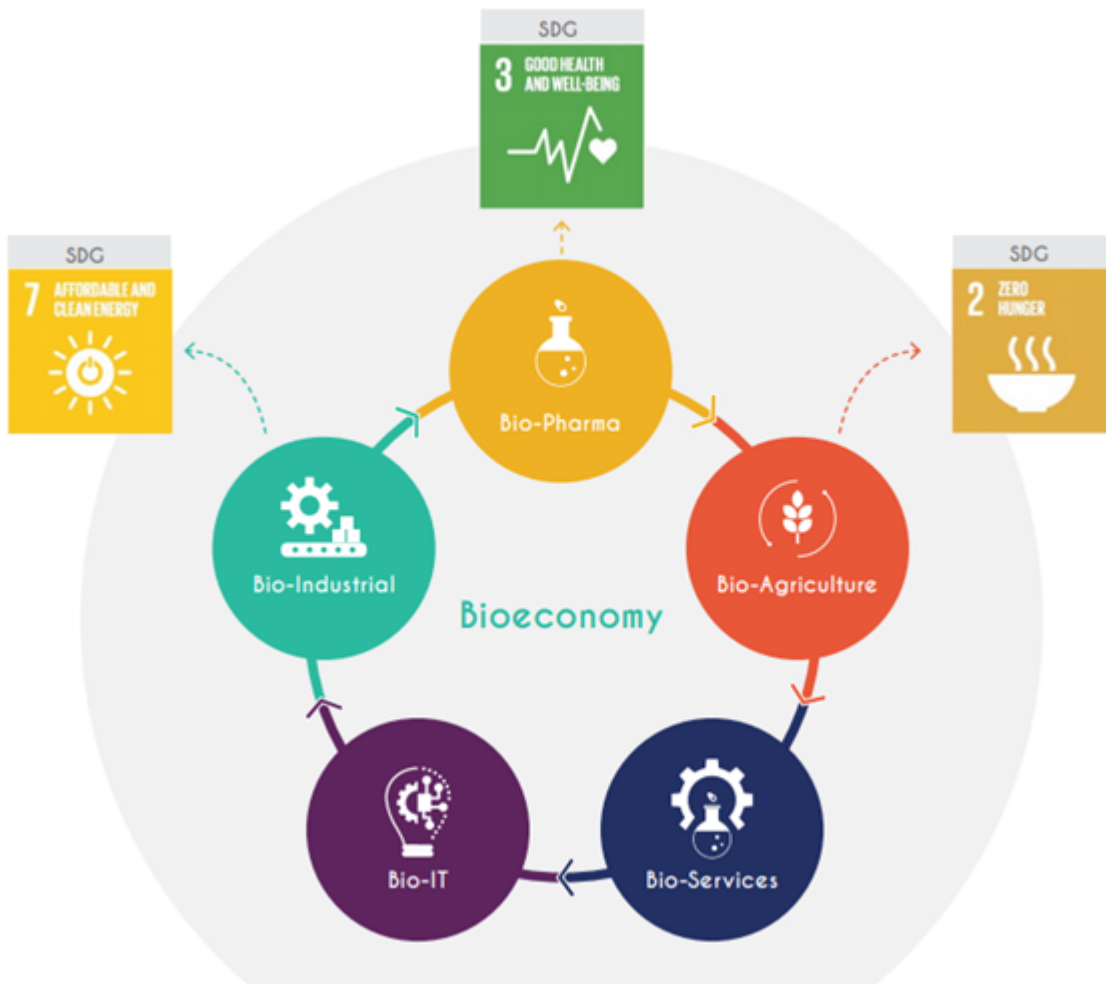 SDG
3 GOOD HEALTH
AND WELL-BEING
SDG
7 AFFORDABLE AND
CLEAN ENERGY
SDG
2 ZERO
HUNGER
Bio-Pharma
Bio-Industrial
Bio-Agriculture
Bioeconomy
Bio-IT
Bio-Services